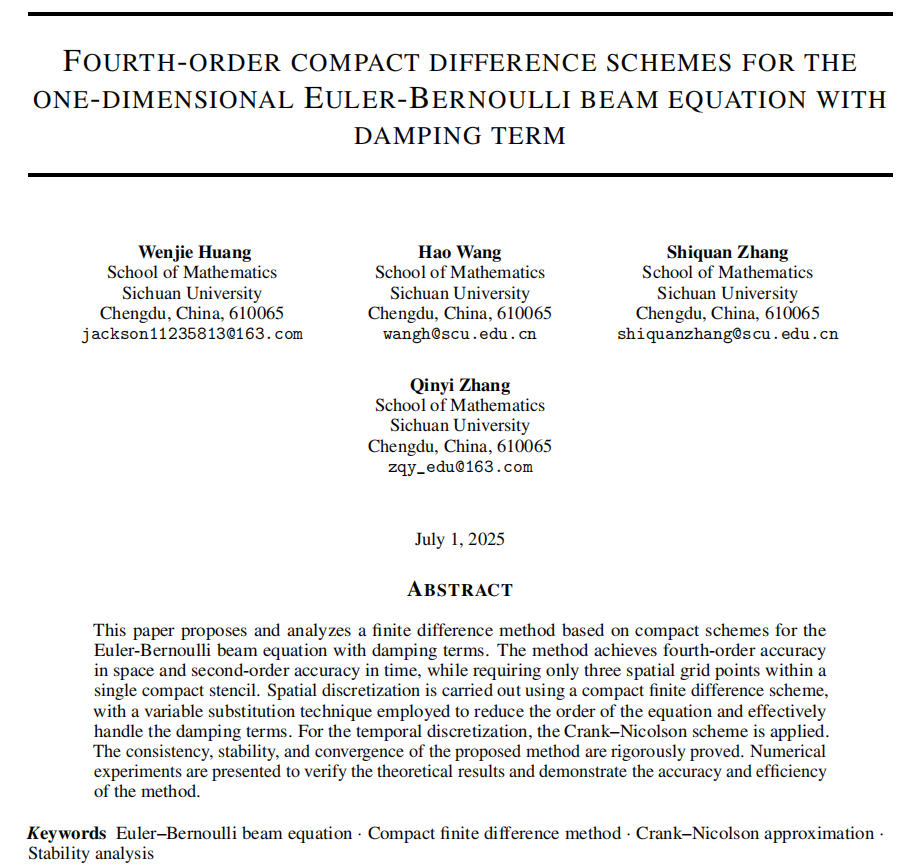 FOURTH-ORDER COMPACT DIFFERENCE SCHEMES FOR THE
ONE-DIMENSIONAL EULER-BERNOULLI BEAM EQUATION WITH
DAMPING TERM
Wenjie Huang
School of Mathematics
Sichuan University
Chengdu, China, 610065
jackson11235813@163.com
Hao Wang
School of Mathematics
Sichuan University
Chengdu, China, 610065
wangh@scu.edu.cn
Shiquan Zhang
School of Mathematics
Sichuan University
Chengdu, China, 610065
shiquanzhang@scu.edu.cn
Qinyi Zhang
School of Mathematics
Sichuan University
Chengdu, China, 610065
zqy_edu@163.com
July 1, 2025
ABSTRACT
This paper proposes and analyzes a finite difference method based on compact schemes for the
Euler-Bernoulli beam equation with damping terms. The method achieves fourth-order accuracy
in space and second-order accuracy in time, while requiring only three spatial grid points within a
single compact stencil. Spatial discretization is carried out using a compact finite difference scheme,
with a variable substitution technique employed to reduce the order of the equation and effectively
handle the damping terms. For the temporal discretization, the Crank–Nicolson scheme is applied.
The consistency, stability, and convergence of the proposed method are rigorously proved. Numerical
experiments are presented to verify the theoretical results and demonstrate the accuracy and efficiency
of the method.
Keywords Euler–Bernoulli beam equation · Compact finite difference method · Crank–Nicolson approximation ·
Stability analysis